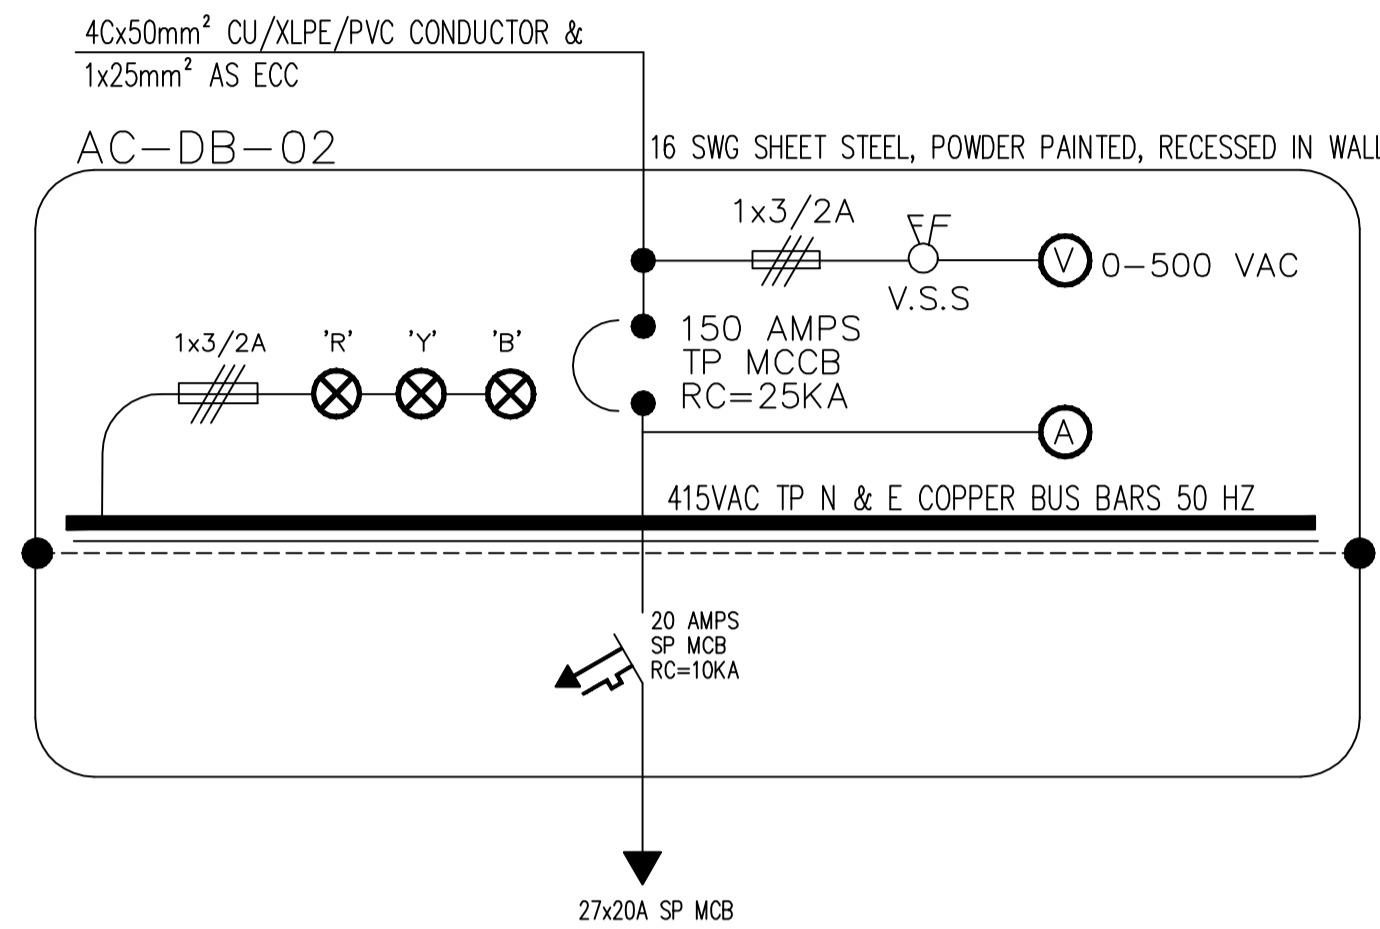 4Cx50mm² CU/XLPE/PVC CONDUCTOR &
1x25mm² AS ECC
AC-DB-02
16 SWG SHEET STEEL, POWDER PAINTED, RECESSED IN WALL
1x3/2A
V
0-500 VAC
V.S.S
150 AMPS
TP MCCB
RC=25KA
1x3/2A
'R' 'Y' 'B'
A
415VAC TP N & E COPPER BUS BARS 50 HZ
20 AMPS
SP MCB
RC=10KA
27x20A SP MCB